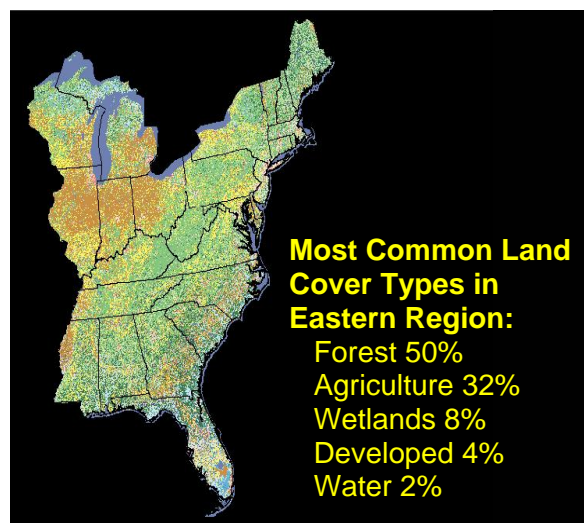 Most Common Land
Cover Types in
Eastern Region:
Forest 50%
Agriculture 32%
Wetlands 8%
Developed 4%
Water 2%